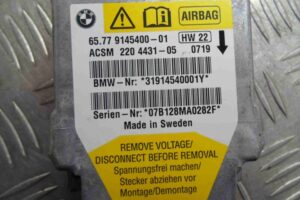 BMW
AIRBAG
65.77 9145400-01 HW 22
ACSM 220 4431-05 0719
BMW-Nr: *31914540001Y*
Serien-Nr: *07B128MA0282F*
Made in Sweden
REMOVE VOLTAGE/
DISCONNECT BEFORE REMOVAL
Spannungsfrei machen/
Stecker abziehen vor
Montage/Demontage